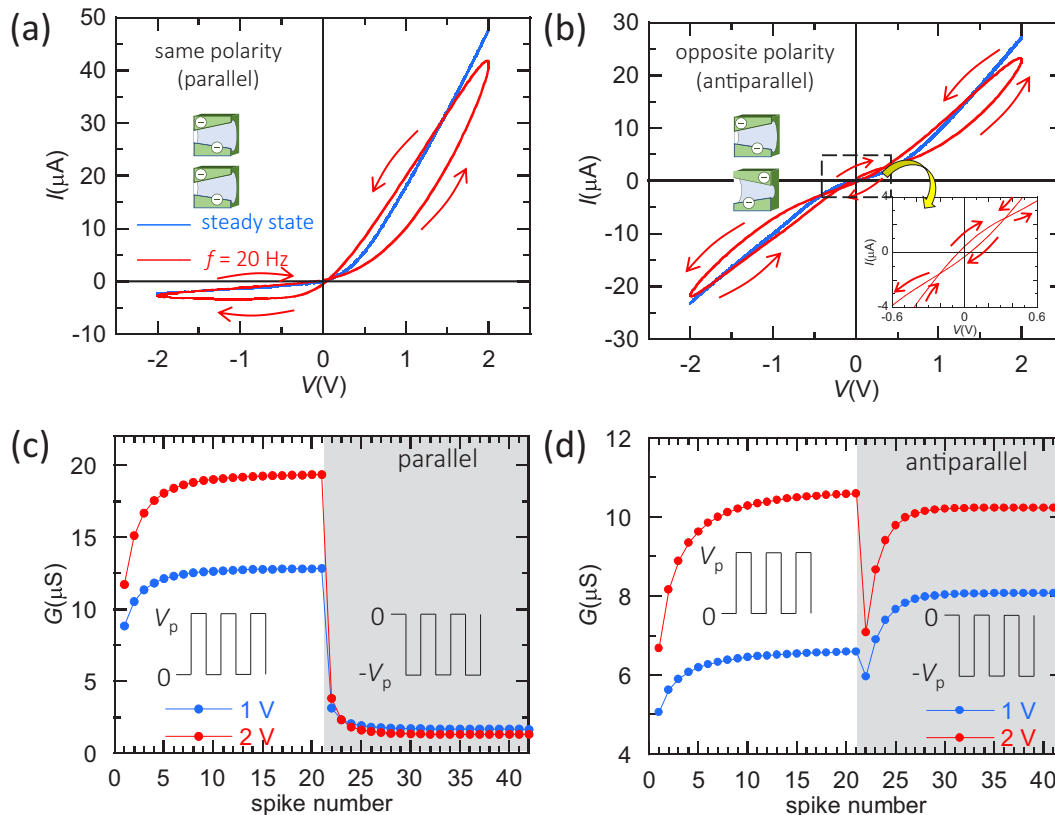 (a)
same polarity
(parallel)
steady state
f = 20 Hz
I(μA)
50
40
30
20
10
0
-10
-2
-1
0
1
2
V(V)
(b)
opposite polarity
(antiparallel)
I(μA)
30
20
10
0
-10
-20
-30
-2
-1
0
1
2
V(V)
I(μA)
4
0
-4
-0.6
0
0.6
V(V)
(c)
parallel
G(μS)
20
15
10
5
0
Vp
0
0
-Vp
1 V
2 V
0
5
10
15
20
25
30
35
40
spike number
(d)
antiparallel
G(μS)
12
10
8
6
4
Vp
0
0
-Vp
1 V
2 V
0
5
10
15
20
25
30
35
40
spike number